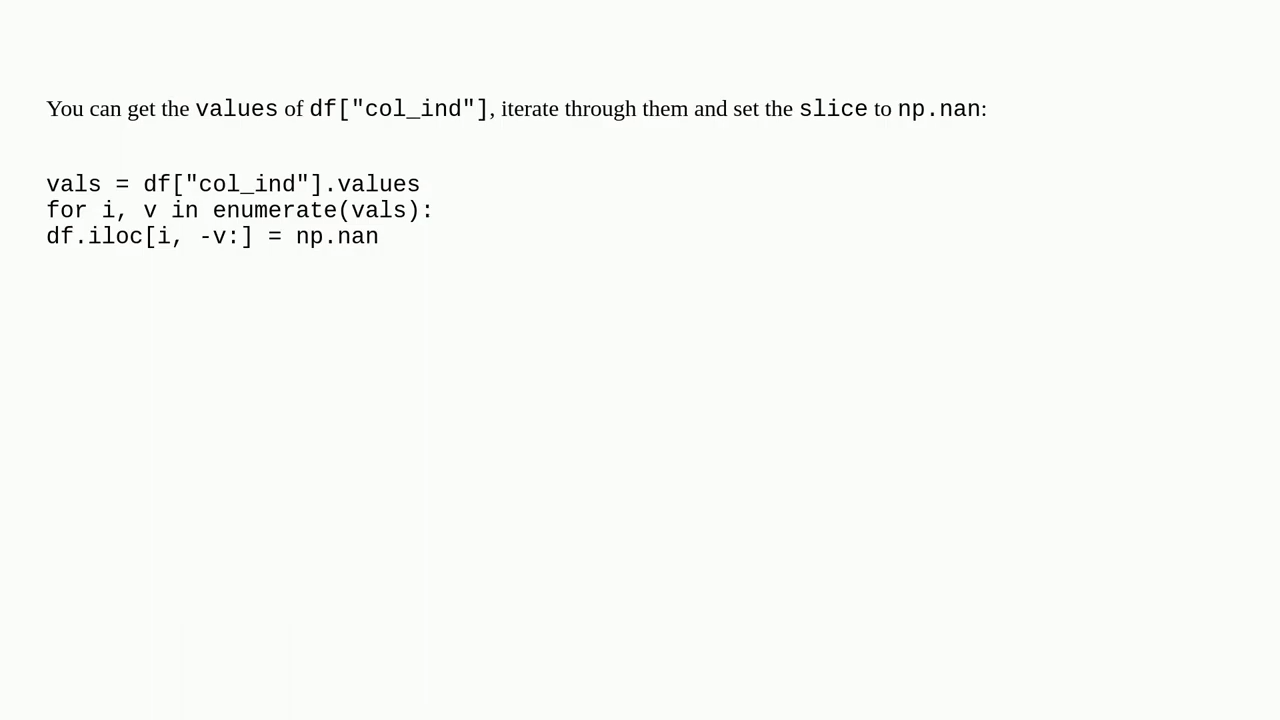 You can get the values of df["col_ind"], iterate through them and set the slice to np.nan:
vals = df["col_ind"].values
for i, v in enumerate(vals):
df.iloc[i, -v:] = np.nan